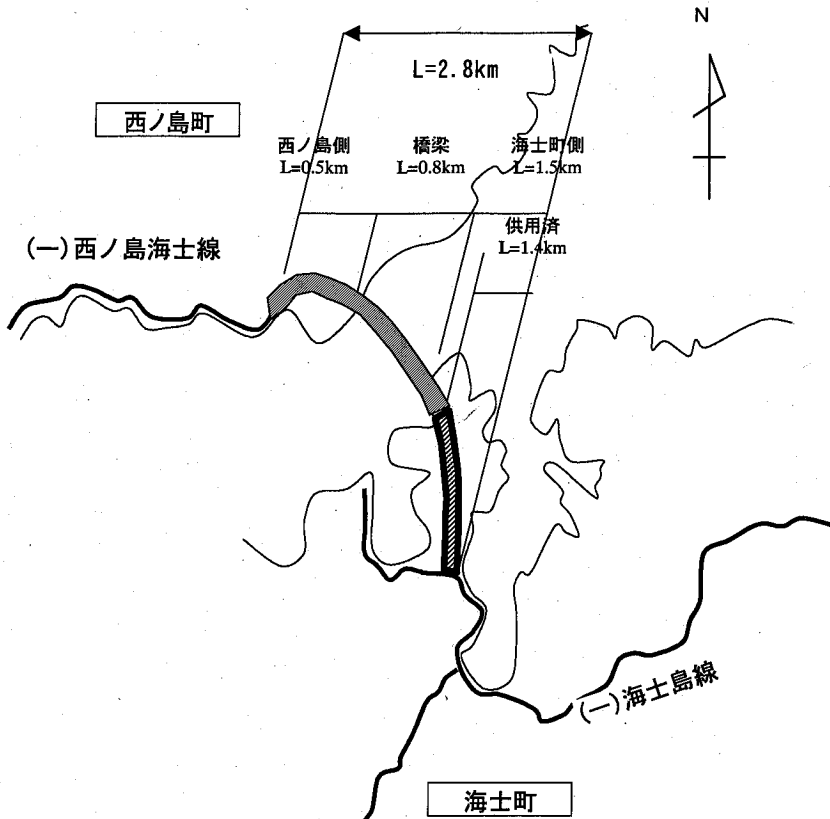 N
L=2.8km
西ノ島町
西ノ島側
L=0.5km
橋梁
L=0.8km
海士町側
L=1.5km
供用済
L=1.4km
(一)西ノ島海士線
(一)海士島線
海士町